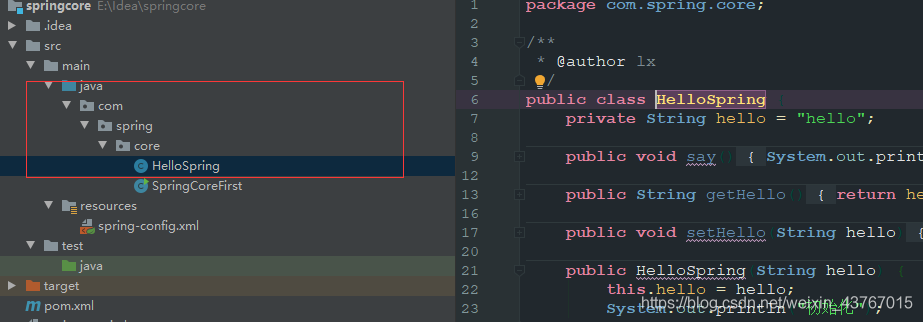 springcore E:\Idea\springcore
.idea
src
main
java
com
spring
core
HelloSpring
SpringCoreFirst
resources
spring-config.xml
test
java
target
pom.xml
1 package com.spring.core;
2
3 /**
4 * @author lx
5 */
6 public class HelloSpring
7 private String hello = "hello";
8
9 public void say() { System.out.print
12
13 public String getHello() { return he
16
17 public void setHello(String hello) {
20
21 public HelloSpring(String hello) {
22 this.hello = hello;
23 System.out.println "初始化" ;
https://blog.csdn.net/weixin_43767015